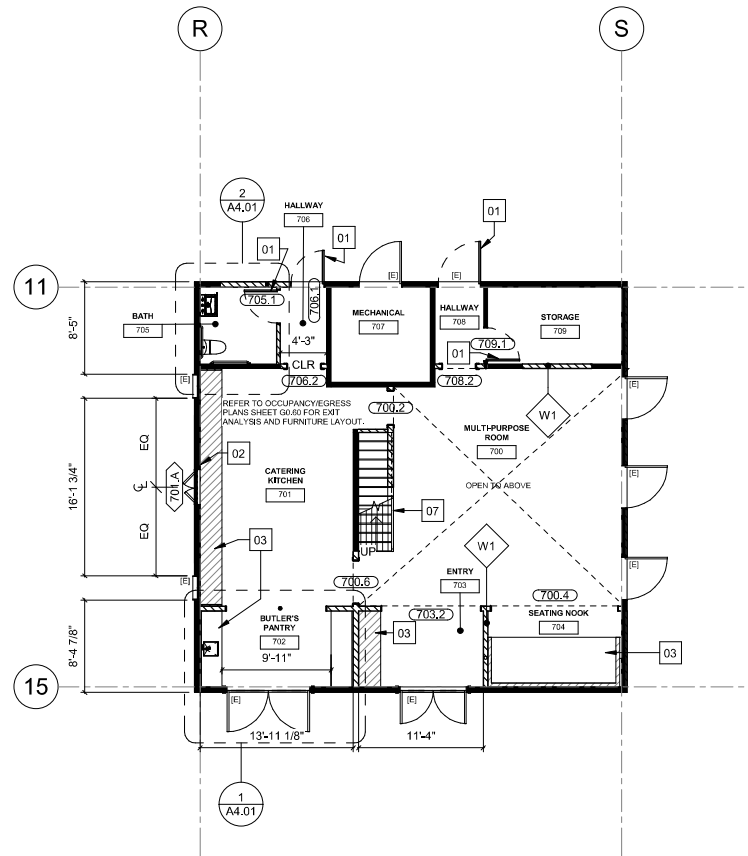 R
S
2
A4.01
HALLWAY
706
01
01
01
11
[E]
[E]
705.1
706.1
BATH
705
MECHANICAL
707
HALLWAY
708
STORAGE
709
8'-5"
4'-3"
CLR
709.1
01
706.2
708.2
[E]
REFER TO OCCUPANCY/EGRESS
PLANS SHEET G0.60 FOR EXIT
ANALYSIS AND FURNITURE LAYOUT.
700.2
W1
MULTI-PURPOSE
ROOM
700
EQ
02
CATERING
KITCHEN
701
701.A
CL
16'-1 3/4"
OPEN TO ABOVE
[E]
07
EQ
03
W1
UP
[E]
[E]
700.6
ENTRY
703
700.4
BUTLER'S
PANTRY
702
703.2
SEATING NOOK
704
03
03
8'-4 7/8"
9'-11"
15
[E]
[E]
13'-11 1/8"
11'-4"
1
A4.01